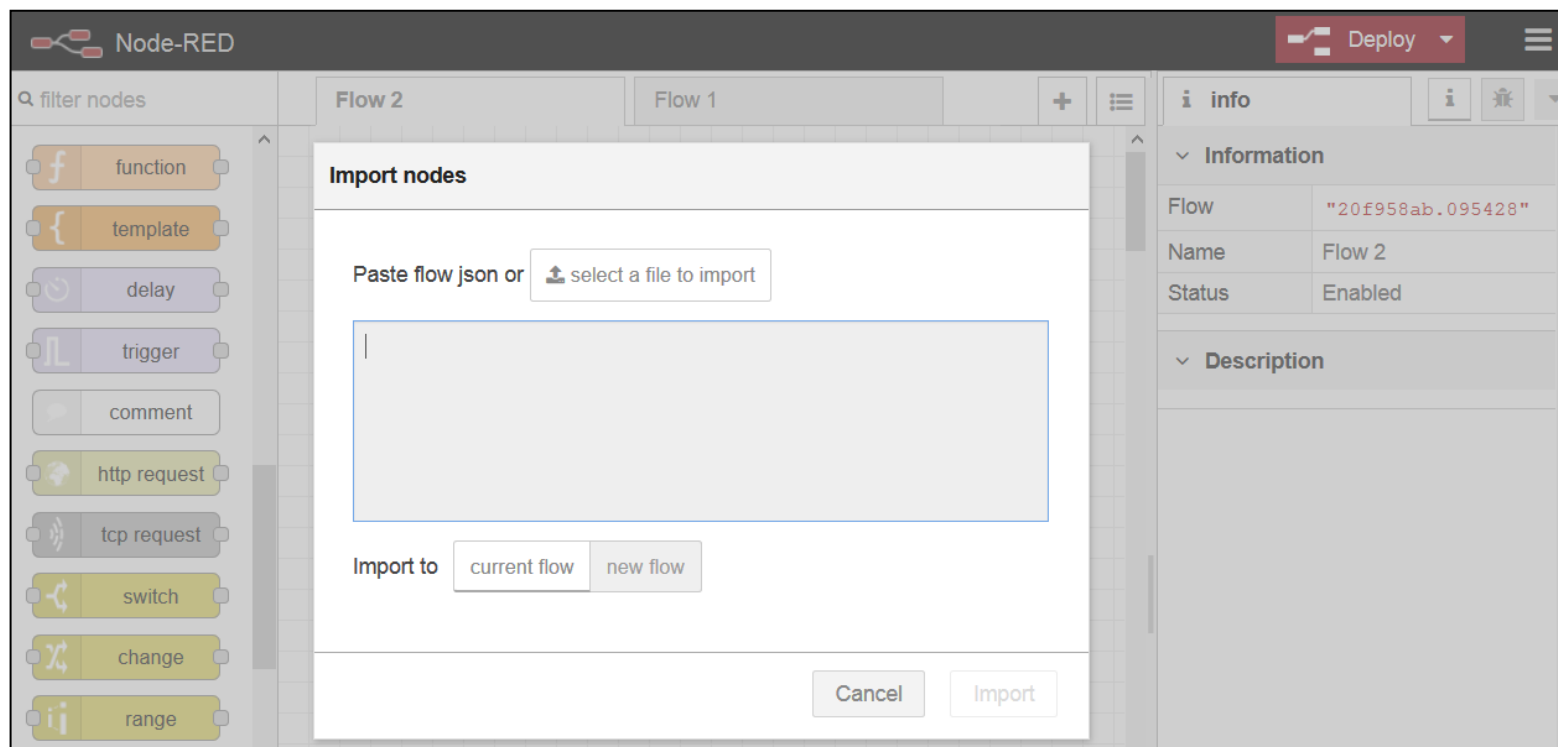 Node-RED
Deploy
filter nodes
Flow 2
Flow 1
i info
i
function
template
delay
trigger
comment
http request
tcp request
switch
change
range
Import nodes
Paste flow json or select a file to import
Import to current flow new flow
Cancel Import
Information
Flow "20f958ab.095428"
Name Flow 2
Status Enabled
Description